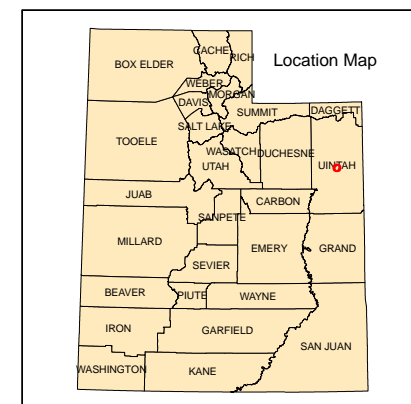 Location Map
CACHE
RICH
BOX ELDER
WEBER
MORGAN
DAVIS
SUMMIT
DAGGETT
SALT LAKE
TOOELE
WASATCH
DUCHESNE
UINTAH
UTAH
JUAB
CARBON
SANPETE
MILLARD
EMERY
GRAND
SEVIER
BEAVER
PIUTE
WAYNE
IRON
GARFIELD
SAN JUAN
WASHINGTON
KANE